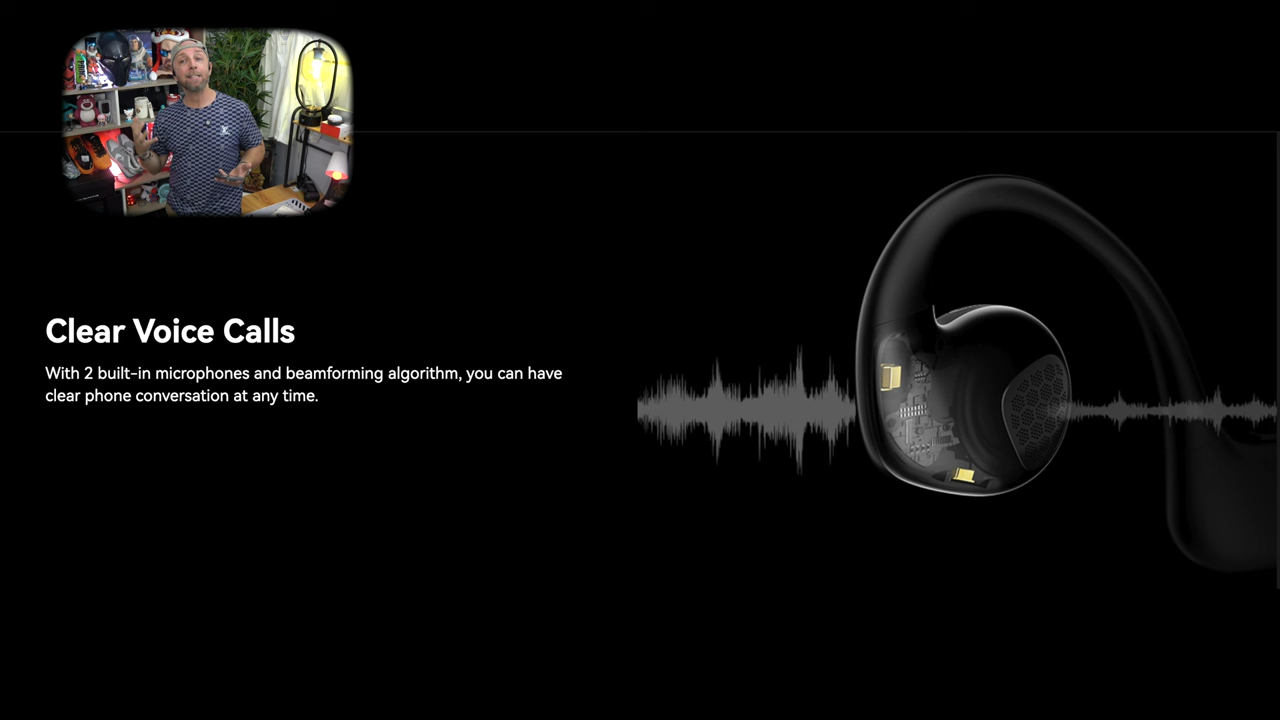 Clear Voice Calls
With 2 built-in microphones and beamforming algorithm, you can have
clear phone conversation at any time.